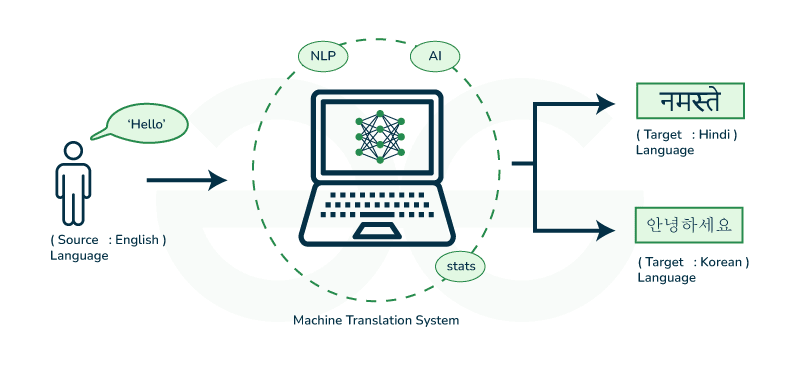 NLP
AI
‘Hello’
( Source : English )
Language
stats
Machine Translation System
नमस्ते
( Target : Hindi )
Language
안녕하세요
( Target : Korean )
Language